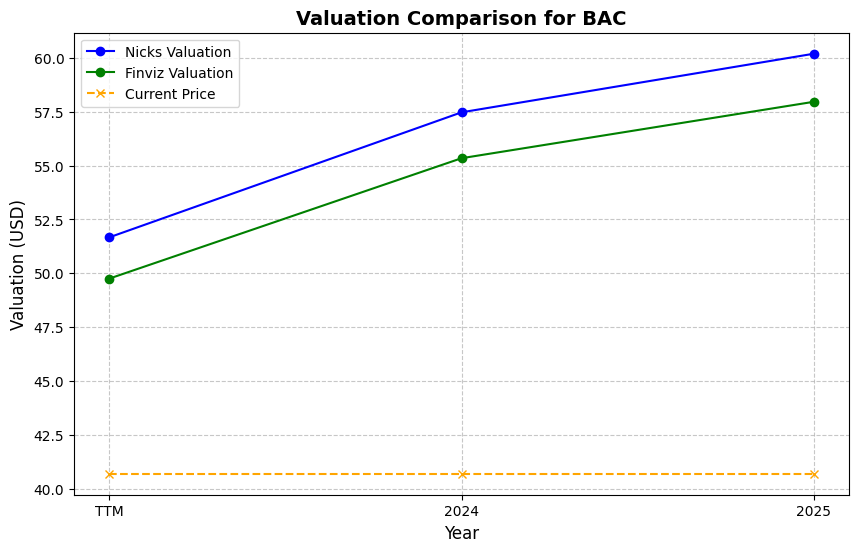 Valuation Comparison for BAC
Nicks Valuation
Finviz Valuation
Current Price
Valuation (USD)
60.0
57.5
55.0
52.5
50.0
47.5
45.0
42.5
40.0
TTM
2024
2025
Year